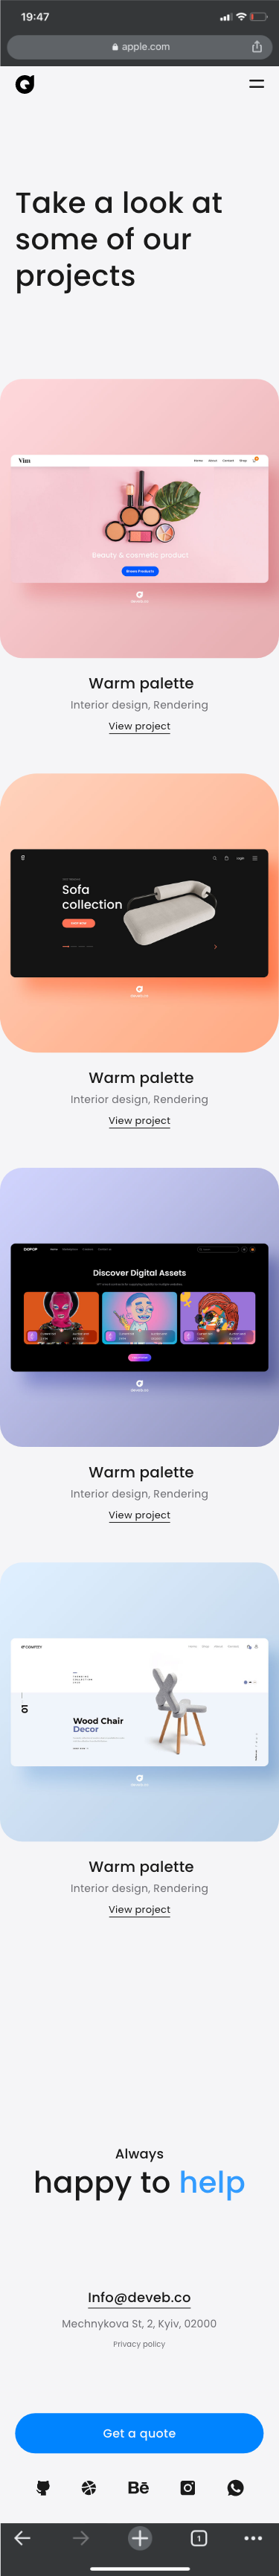 19:47
apple.com
Take a look at
some of our
projects
Vim
Home About Contact Shop
Beauty & cosmetic product
Browse Products
Warm palette
Interior design, Rendering
View project
Login
Sofa
collection
Warm palette
Interior design, Rendering
View project
Discover Digital Assets
Warm palette
Interior design, Rendering
View project
01
Wood Chair
Decor
Warm palette
Interior design, Rendering
View project
Always
happy to help
Info@deveb.co
Mechnykova St, 2, Kyiv, 02000
Privacy policy
Get a quote
Bē
1